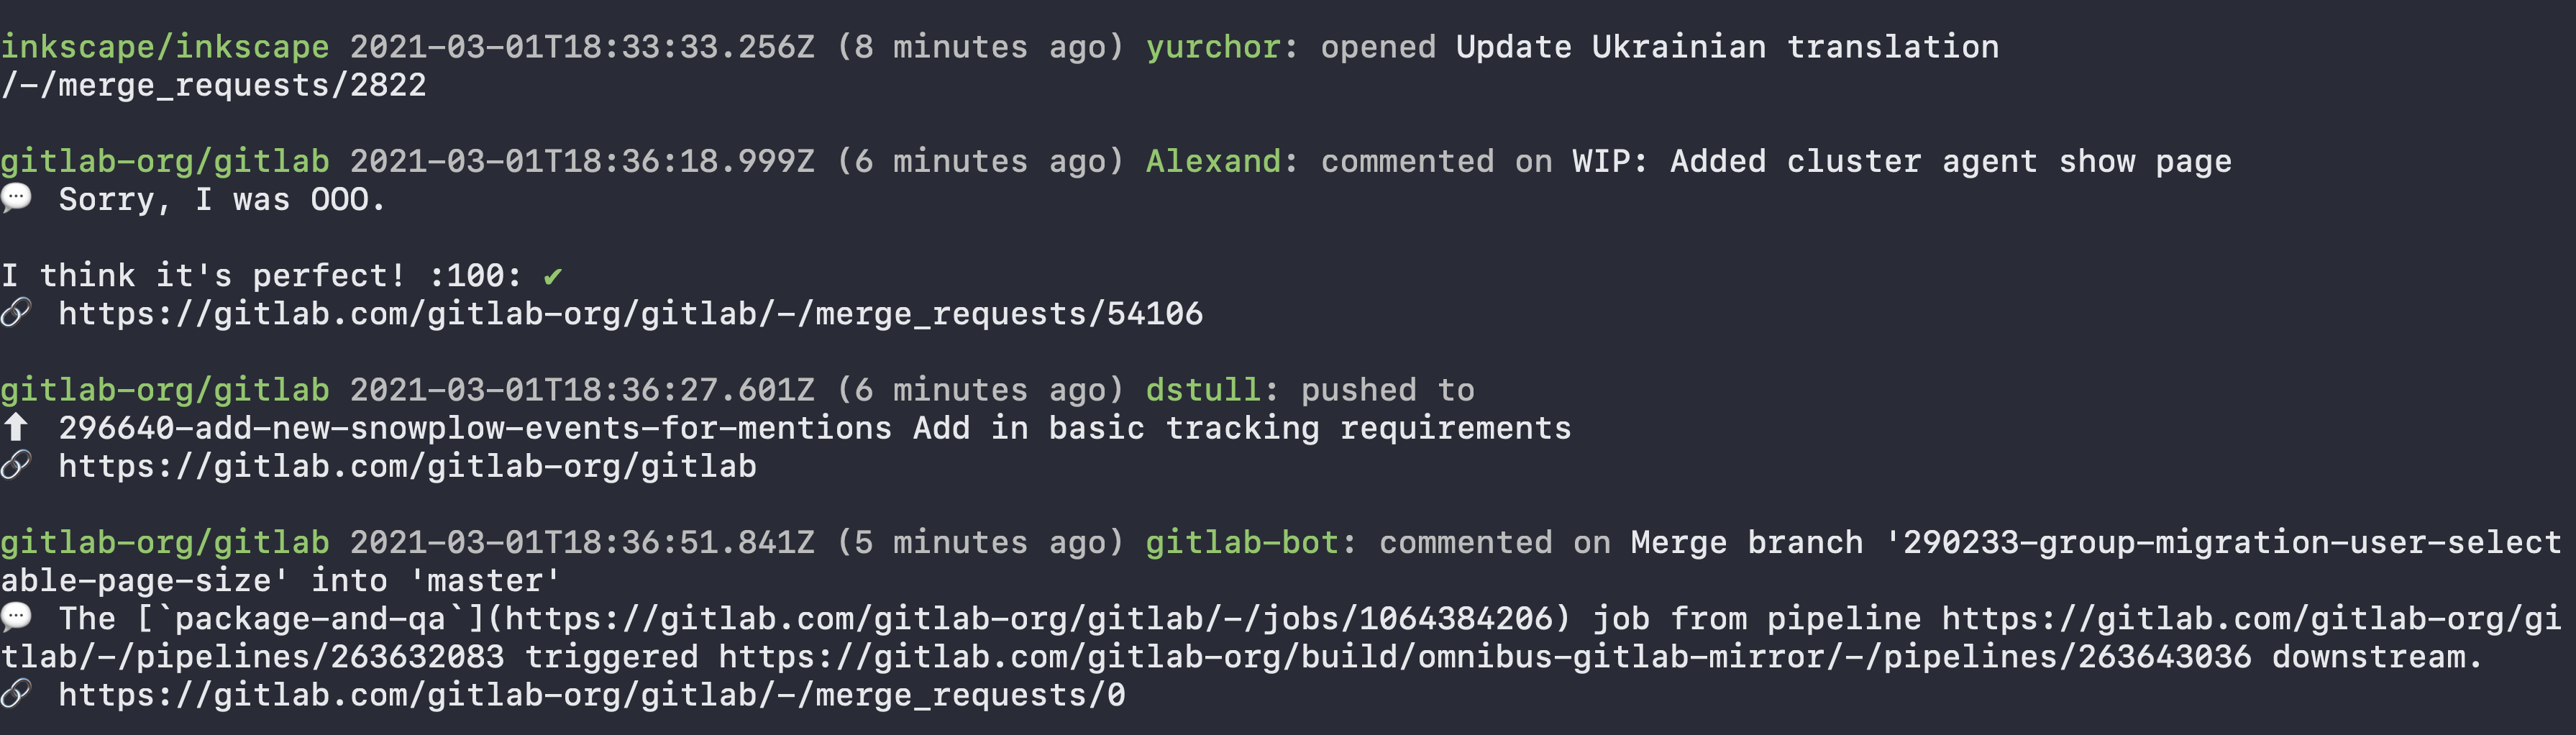 inkscape/inkscape 2021-03-01T18:33:33.256Z (8 minutes ago) yurchor: opened Update Ukrainian translation
/-/merge_requests/2822
gitlab-org/gitlab 2021-03-01T18:36:18.999Z (6 minutes ago) Alexand: commented on WIP: Added cluster agent show page
💬 Sorry, I was OOO.
I think it's perfect! :100: ✔
🔗 https://gitlab.com/gitlab-org/gitlab/-/merge_requests/54106
gitlab-org/gitlab 2021-03-01T18:36:27.601Z (6 minutes ago) dstull: pushed to
⬆ 296640-add-new-snowplow-events-for-mentions Add in basic tracking requirements
🔗 https://gitlab.com/gitlab-org/gitlab
gitlab-org/gitlab 2021-03-01T18:36:51.841Z (5 minutes ago) gitlab-bot: commented on Merge branch '290233-group-migration-user-select
able-page-size' into 'master'
💬 The [`package-and-qa`](https://gitlab.com/gitlab-org/gitlab/-/jobs/1064384206) job from pipeline https://gitlab.com/gitlab-org/gi
tlab/-/pipelines/263632083 triggered https://gitlab.com/gitlab-org/build/omnibus-gitlab-mirror/-/pipelines/263643036 downstream.
🔗 https://gitlab.com/gitlab-org/gitlab/-/merge_requests/0